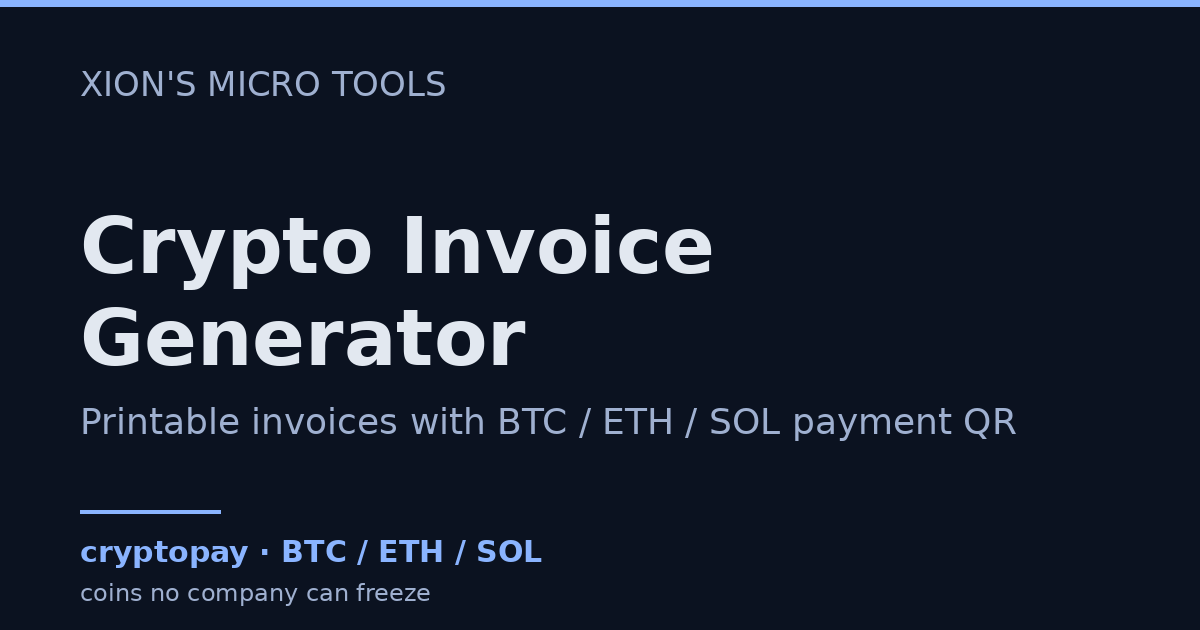 XION'S MICRO TOOLS
Crypto Invoice
Generator
Printable invoices with BTC / ETH / SOL payment QR
cryptopay · BTC / ETH / SOL
coins no company can freeze